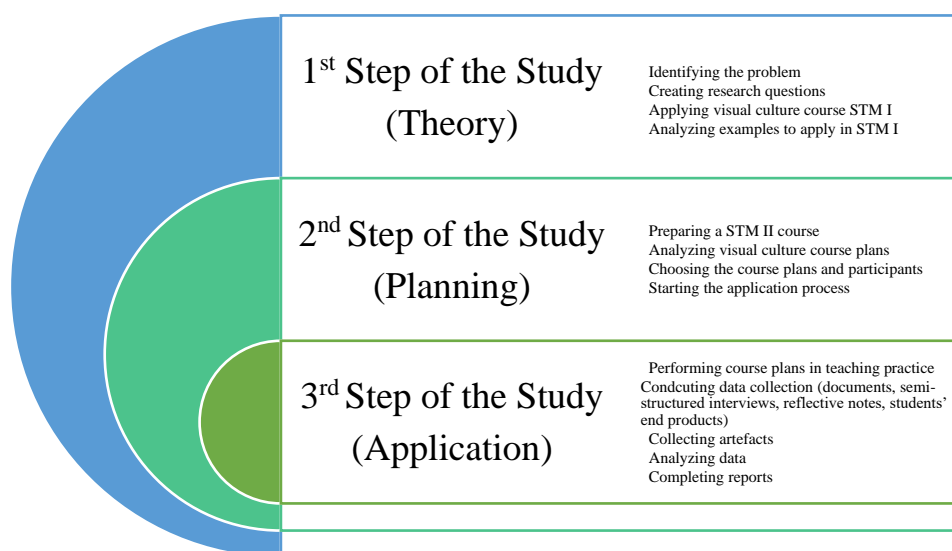 1st Step of the Study
(Theory)
Identifying the problem
Creating research questions
Applying visual culture course STM I
Analyzing examples to apply in STM I
2nd Step of the Study
(Planning)
Preparing a STM II course
Analyzing visual culture course plans
Choosing the course plans and participants
Starting the application process
3rd Step of the Study
(Application)
Performing course plans in teaching practice
Condcuting data collection (documents, semi-
structured interviews, reflective notes, students’
end products)
Collecting artefacts
Analyzing data
Completing reports